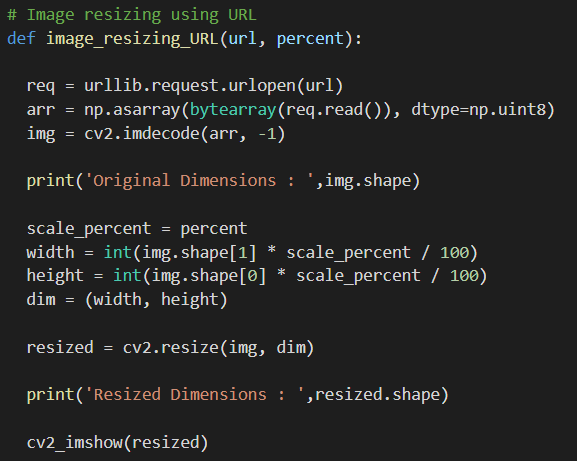 # Image resizing using URL
def image_resizing_URL(url, percent):
req = urllib.request.urlopen(url)
arr = np.asarray(bytearray(req.read()), dtype=np.uint8)
img = cv2.imdecode(arr, -1)
print('Original Dimensions : ',img.shape)
scale_percent = percent
width = int(img.shape[1] * scale_percent / 100)
height = int(img.shape[0] * scale_percent / 100)
dim = (width, height)
resized = cv2.resize(img, dim)
print('Resized Dimensions : ',resized.shape)
cv2_imshow(resized)